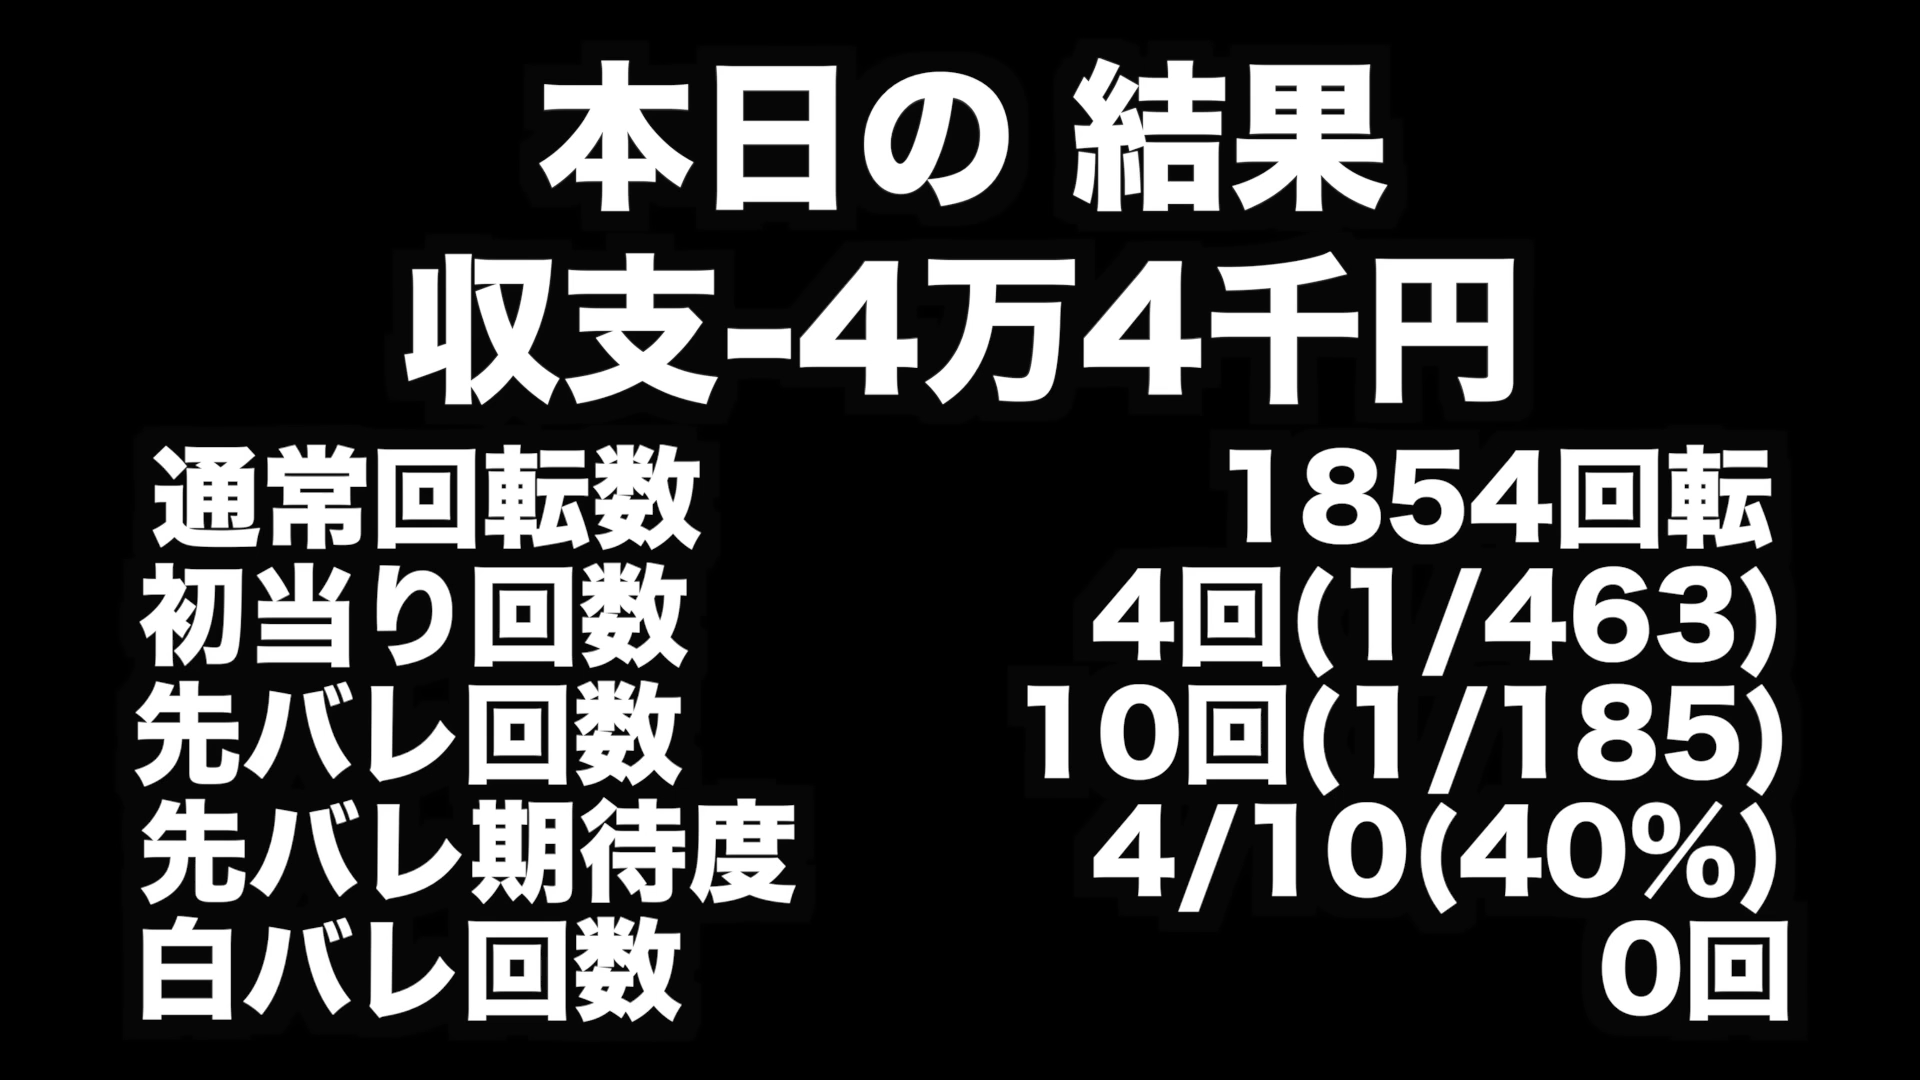 本日の 結果
収支-4万4千円
通常回転数 1854回転
初当り回数 4回(1/463)
先バレ回数 10回(1/185)
先バレ期待度 4/10(40%)
白バレ回数 0回